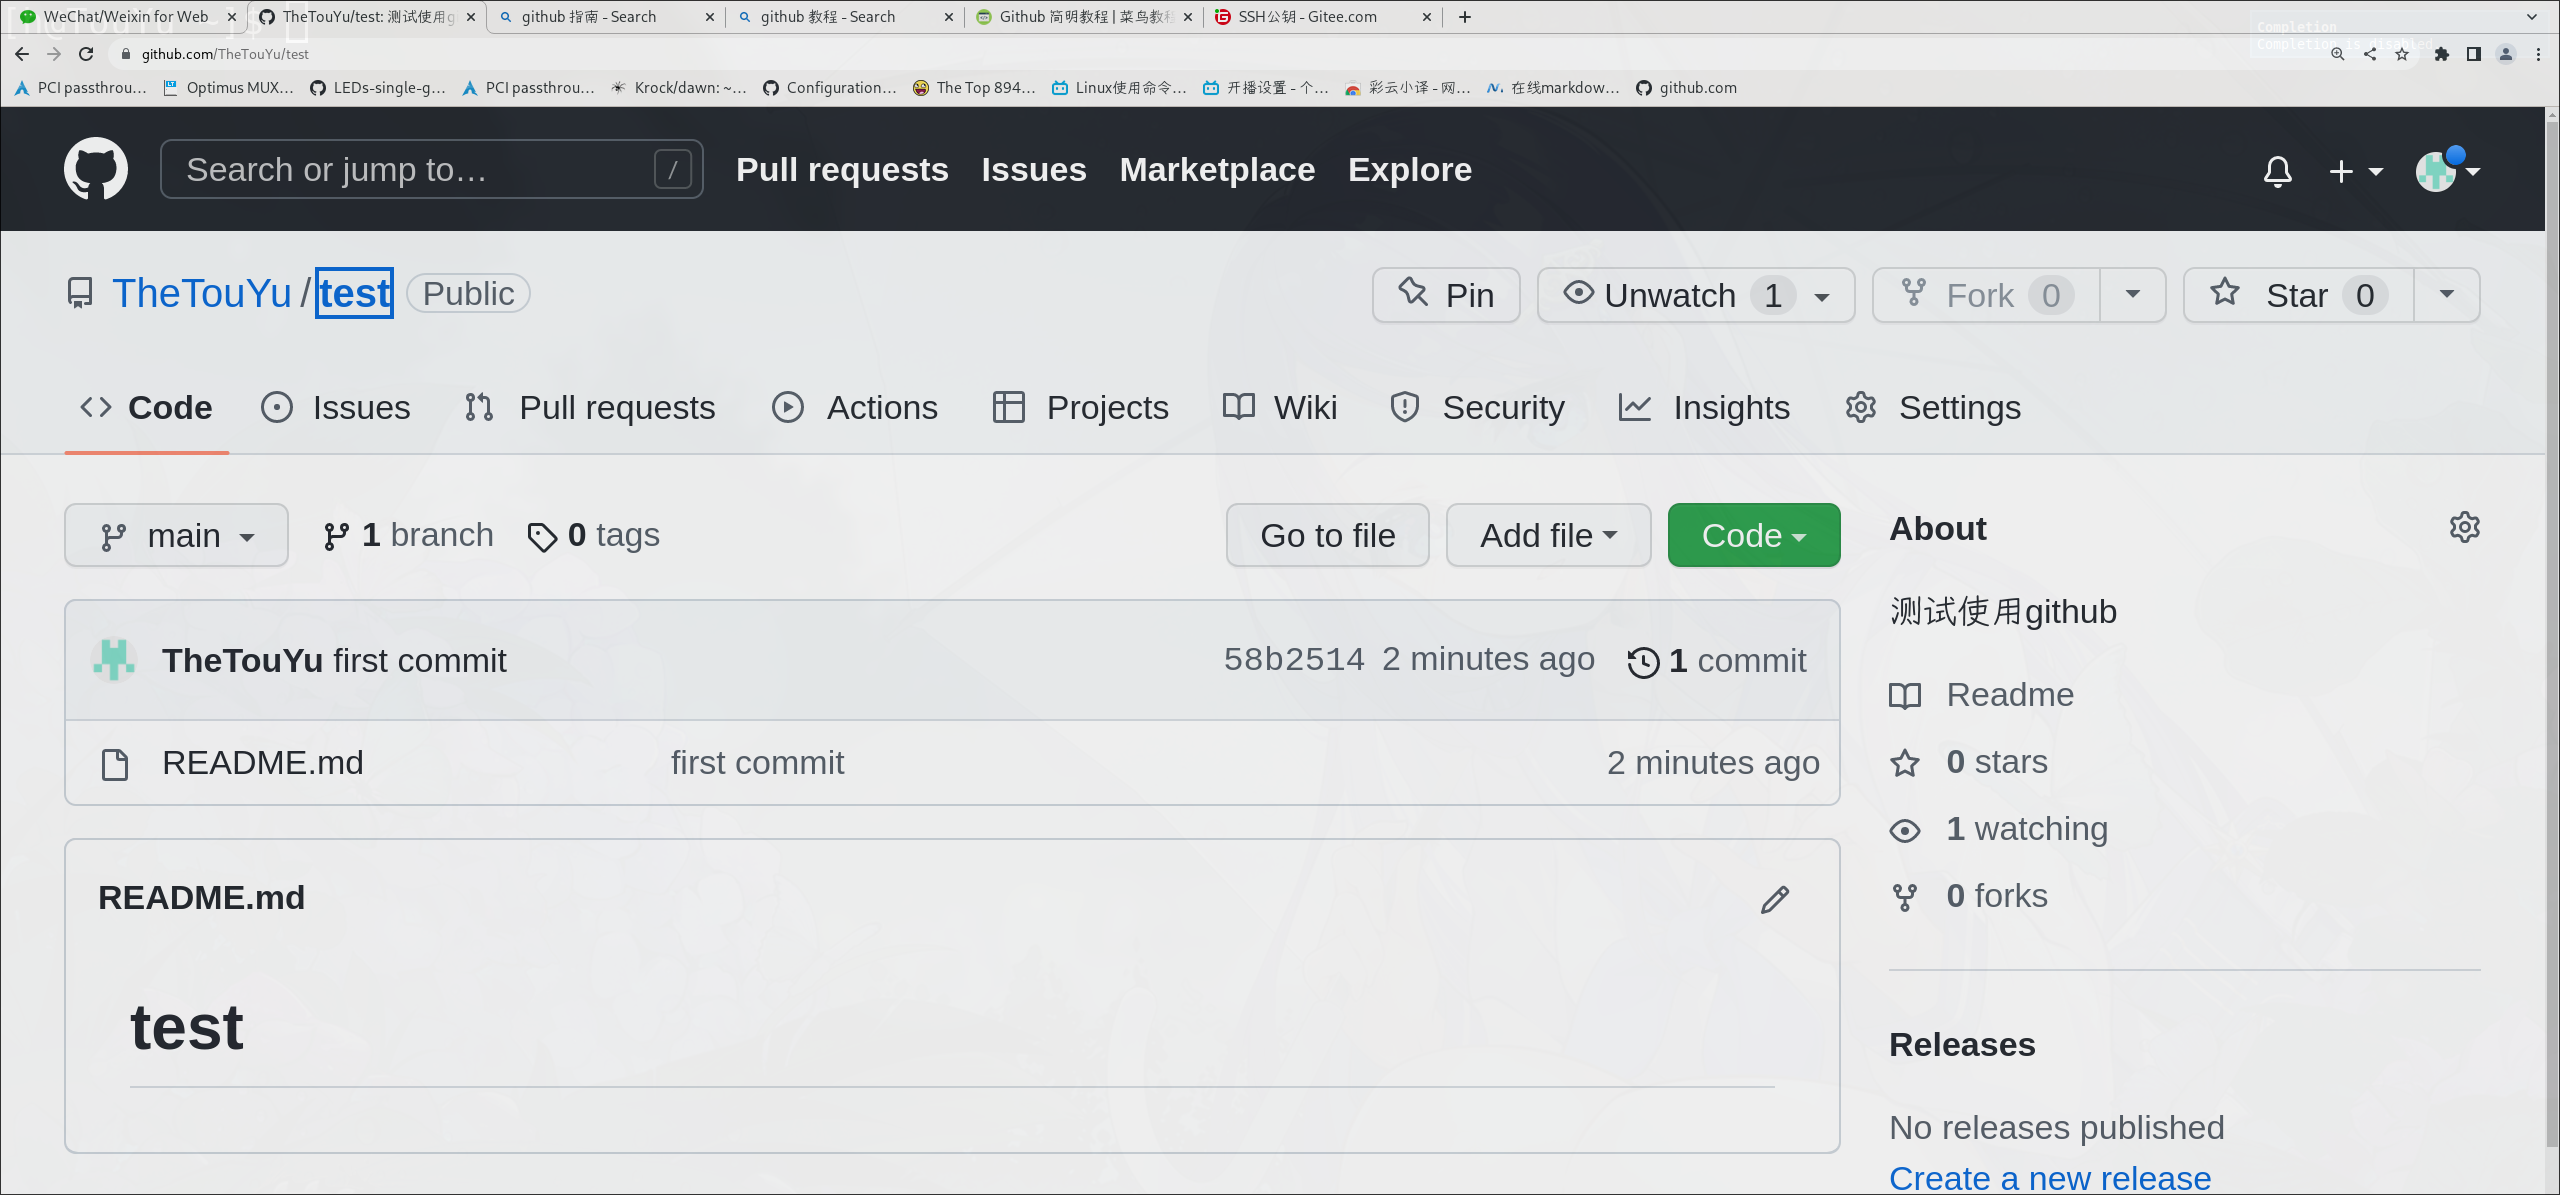 WeChat/Weixin for Web
TheTouYu/test: 测试使用g
github 指南 - Search
github 教程 - Search
Github 简明教程 | 菜鸟教程
SSH公钥 - Gitee.com
Completion
Completion is disabled
github.com/TheTouYu/test
PCI passthrou…
Optimus MUX…
LEDs-single-g…
PCI passthrou…
Krock/dawn: ~…
Configuration…
The Top 894…
Linux使用命令…
开播设置 - 个…
彩云小译 - 网…
在线markdow…
github.com
Search or jump to…
/
Pull requests
Issues
Marketplace
Explore
TheTouYu / test
Public
Pin
Unwatch 1
Fork 0
Star 0
Code
Issues
Pull requests
Actions
Projects
Wiki
Security
Insights
Settings
main
1 branch
0 tags
Go to file
Add file
Code
TheTouYu first commit
58b2514 2 minutes ago
1 commit
README.md
first commit
2 minutes ago
README.md
test
About
测试使用github
Readme
0 stars
1 watching
0 forks
Releases
No releases published
Create a new release